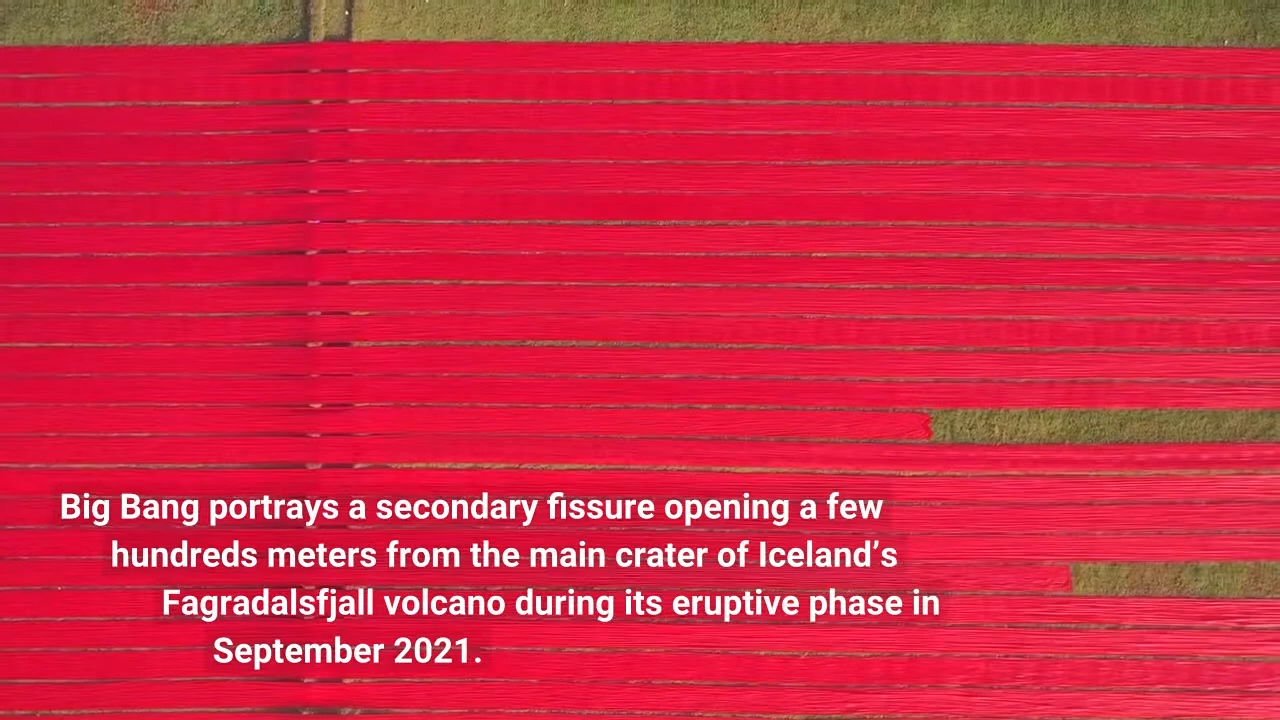 Big Bang portrays a secondary fissure opening a few
hundreds meters from the main crater of Iceland’s
Fagradalsfjall volcano during its eruptive phase in
September 2021.